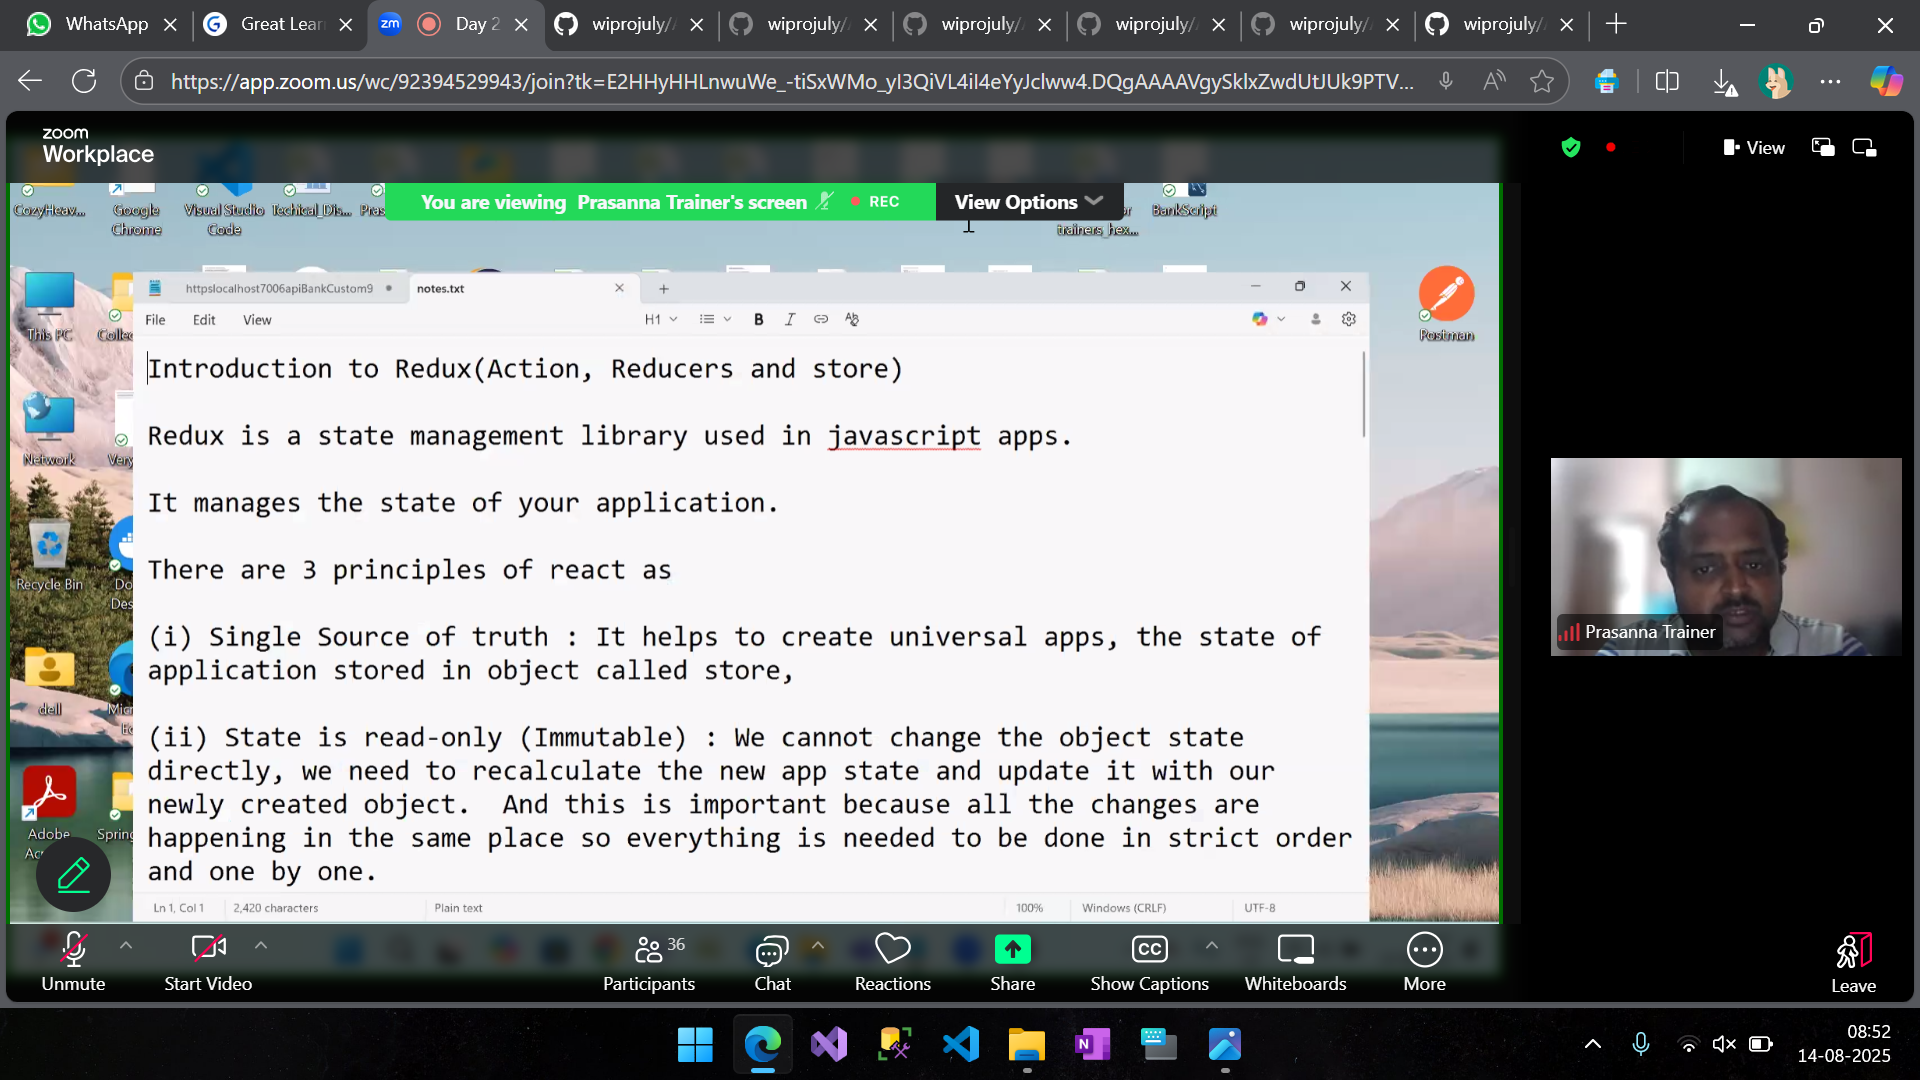 WhatsApp
Great Lear
Day 2
wiprojuly/
wiprojuly/
wiprojuly/
wiprojuly/
wiprojuly/
wiprojuly/
https://app.zoom.us/wc/92394529943/join?tk=E2HHyHHLnwuWe_-tiSxWMo_yI3QiVL4il4eYyJclww4.DQgAAAAVgySklxZwdUtJUk9PTV...
zoom
Workplace
View
You are viewing Prasanna Trainer's screen
REC
View Options
CozyHeav...
Google
Chrome
Visual Studio
Code
Techical_Dis...
Pras
trainers_hex...
BankScript
This PC
Network
Recycle Bin
dell
Adobe
Postman
httpslocalhost7006apiBankCustom9
notes.txt
File
Edit
View
H1
B
I
Introduction to Redux(Action, Reducers and store)
Redux is a state management library used in javascript apps.
It manages the state of your application.
There are 3 principles of react as
(i) Single Source of truth : It helps to create universal apps, the state of
application stored in object called store,
(ii) State is read-only (Immutable) : We cannot change the object state
directly, we need to recalculate the new app state and update it with our
newly created object.  And this is important because all the changes are
happening in the same place so everything is needed to be done in strict order
and one by one.
Ln 1, Col 1
2,420 characters
Plain text
100%
Windows (CRLF)
UTF-8
Prasanna Trainer
Unmute
Start Video
Participants
36
Chat
Reactions
Share
CC
Show Captions
Whiteboards
More
Leave
08:52
14-08-2025